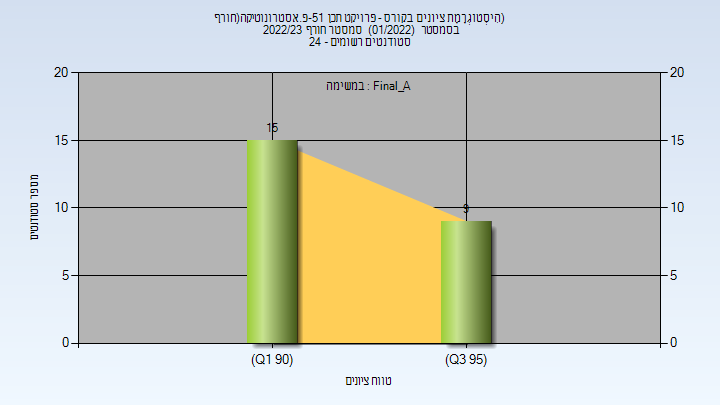 (היסטוגרמת ציונים בקורס - פרויקט תכן 51-פ.אסטרונוטיקה(חורף
בסמסטר (01/2022) סמסטר חורף 2022/23
סטודנטים רשומים - 24
במשימה : Final_A
20 20
15 15 15
10 9 10
5 5
0 0
(Q1 90) (Q3 95)
מספר סטודנטים
טווח ציונים